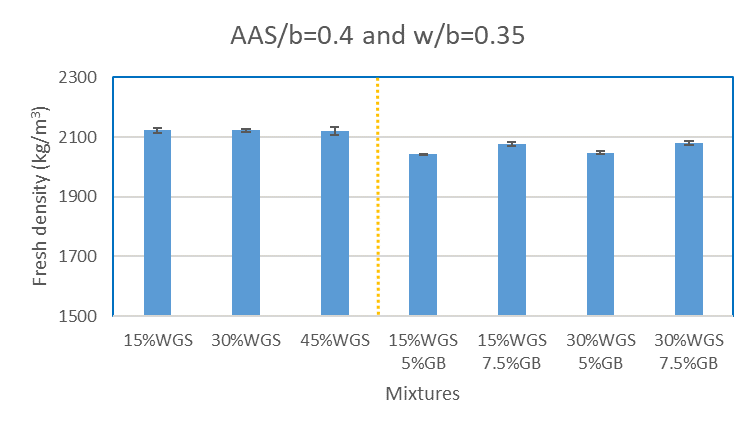 AAS/b=0.4 and w/b=0.35
Fresh density (kg/m³)
2300
2100
1900
1700
1500
15%WGS 30%WGS 45%WGS 15%WGS 15%WGS 30%WGS 30%WGS
5%GB 7.5%GB 5%GB 7.5%GB
Mixtures